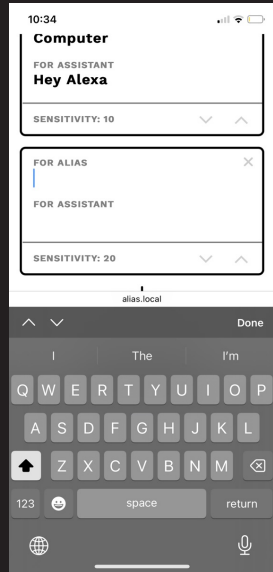 10:34
Computer
FOR ASSISTANT
Hey Alexa
SENSITIVITY: 10
FOR ALIAS
FOR ASSISTANT
SENSITIVITY: 20
alias.local
Done
I The I'm
Q W E R T Y U I O P
A S D F G H J K L
Z X C V B N M
123 space return